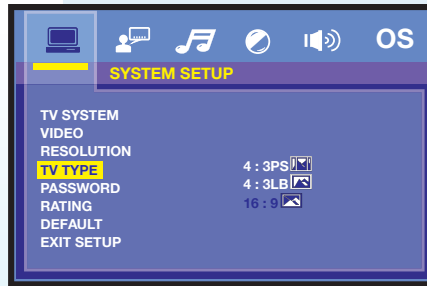 OS
SYSTEM SETUP
TV SYSTEM
VIDEO
RESOLUTION
TV TYPE
PASSWORD
RATING
DEFAULT
EXIT SETUP
4 : 3PS
4 : 3LB
16 : 9